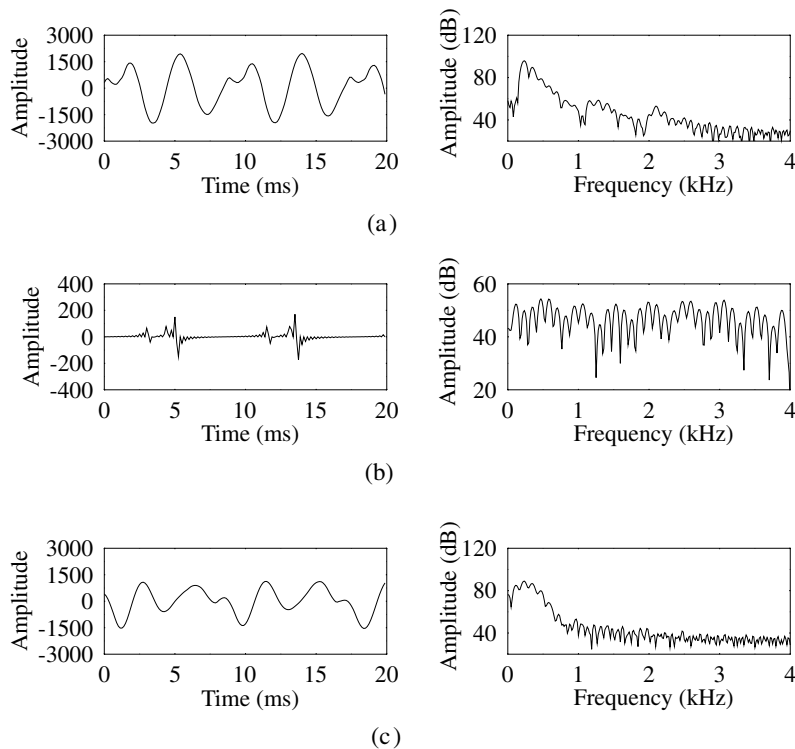 3000
1500
0
-1500
-3000
Amplitude
0 5 10 15 20
Time (ms)
120
80
40
Amplitude (dB)
0 1 2 3 4
Frequency (kHz)
(a)
400
200
0
-200
-400
Amplitude
0 5 10 15 20
Time (ms)
60
40
20
Amplitude (dB)
0 1 2 3 4
Frequency (kHz)
(b)
3000
1500
0
-1500
-3000
Amplitude
0 5 10 15 20
Time (ms)
120
80
40
Amplitude (dB)
0 1 2 3 4
Frequency (kHz)
(c)